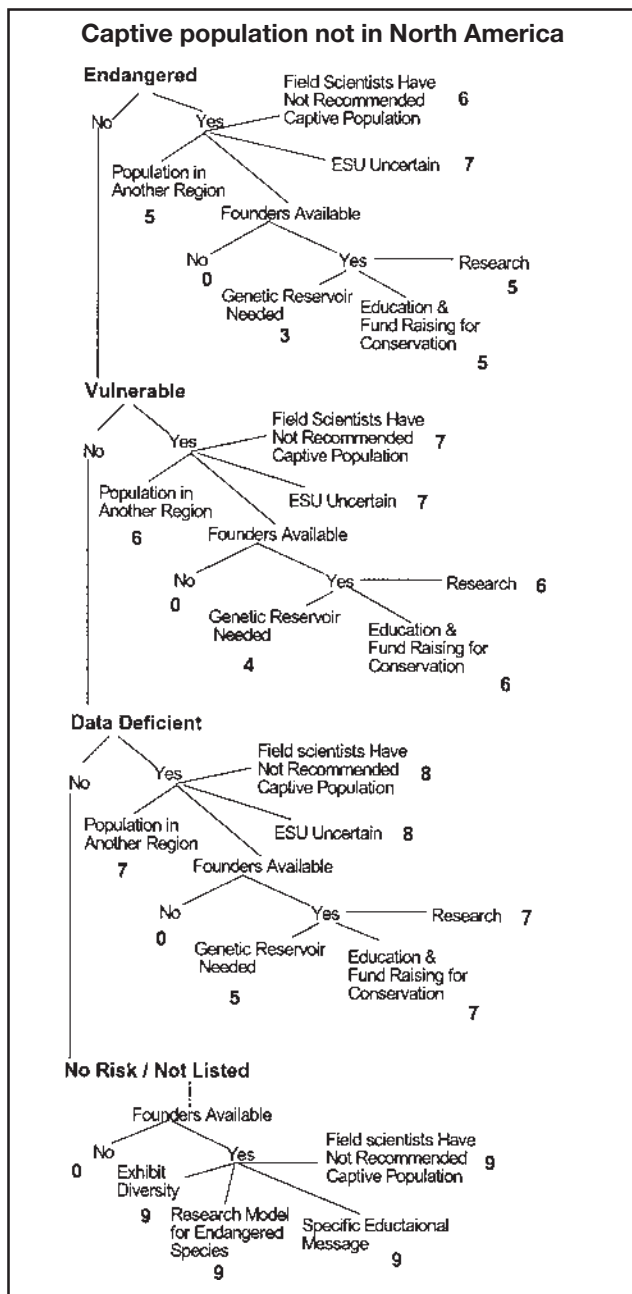 Captive population not in North America
Endangered
No
Yes
Field Scientists Have
Not Recommended
Captive Population
6
ESU Uncertain
7
Population in
Another Region
5
Founders Available
No
0
Yes
Research
5
Genetic Reservoir
Needed
3
Education &
Fund Raising for
Conservation
5
Vulnerable
No
Yes
Field Scientists Have
Not Recommended
Captive Population
7
ESU Uncertain
7
Population in
Another Region
6
Founders Available
No
0
Yes
Research
6
Genetic Reservoir
Needed
4
Education &
Fund Raising for
Conservation
6
Data Deficient
No
Yes
Field scientists Have
Not Recommended
Captive Population
8
ESU Uncertain
8
Population in
Another Region
7
Founders Available
No
0
Yes
Research
7
Genetic Reservoir
Needed
5
Education &
Fund Raising for
Conservation
7
No Risk / Not Listed
Founders Available
No
0
Yes
Field scientists Have
Not Recommended
Captive Population
9
Exhibit
Diversity
9
Research Model
for Endangered
Species
9
Specific Eductaional
Message
9